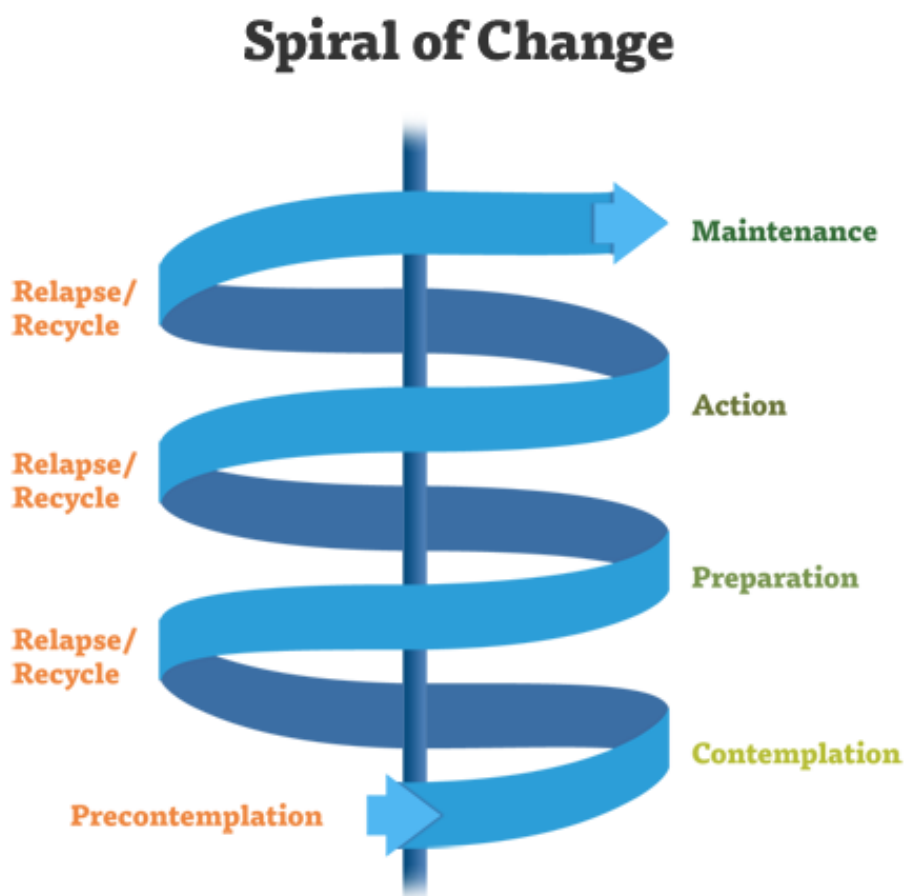 Spiral of Change
Maintenance
Relapse/
Recycle
Action
Relapse/
Recycle
Preparation
Relapse/
Recycle
Contemplation
Precontemplation